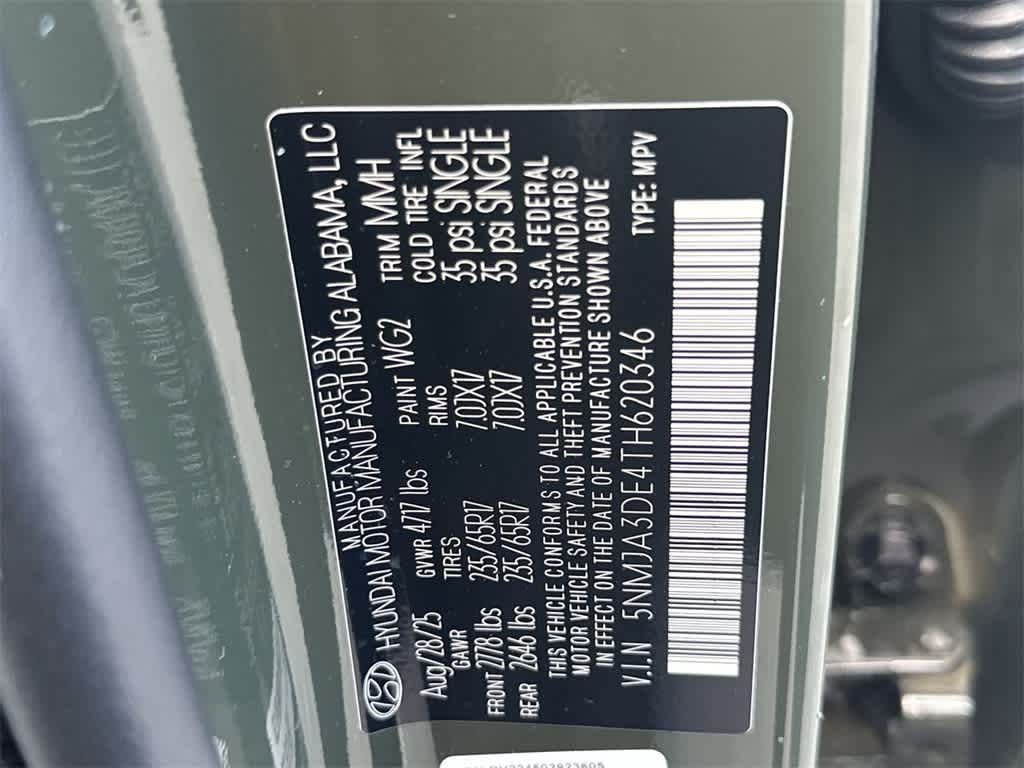 MANUFACTURED BY
HYUNDAI MOTOR MANUFACTURING ALABAMA, LLC
Aug/28/25 GVWR 4717 lbs PAINT WG2 TRIM MMH
GAWR TIRES RIMS COLD TIRE INFL
FRONT 2778 lbs 235/65R17 7.0JX17 35 psi SINGLE
REAR 2646 lbs 235/65R17 7.0JX17 35 psi SINGLE
THIS VEHICLE CONFORMS TO ALL APPLICABLE U.S.A. FEDERAL
MOTOR VEHICLE SAFETY AND THEFT PREVENTION STANDARDS
IN EFFECT ON THE DATE OF MANUFACTURE SHOWN ABOVE
V.I.N 5NMJA3DE4TH620346 TYPE: MPV